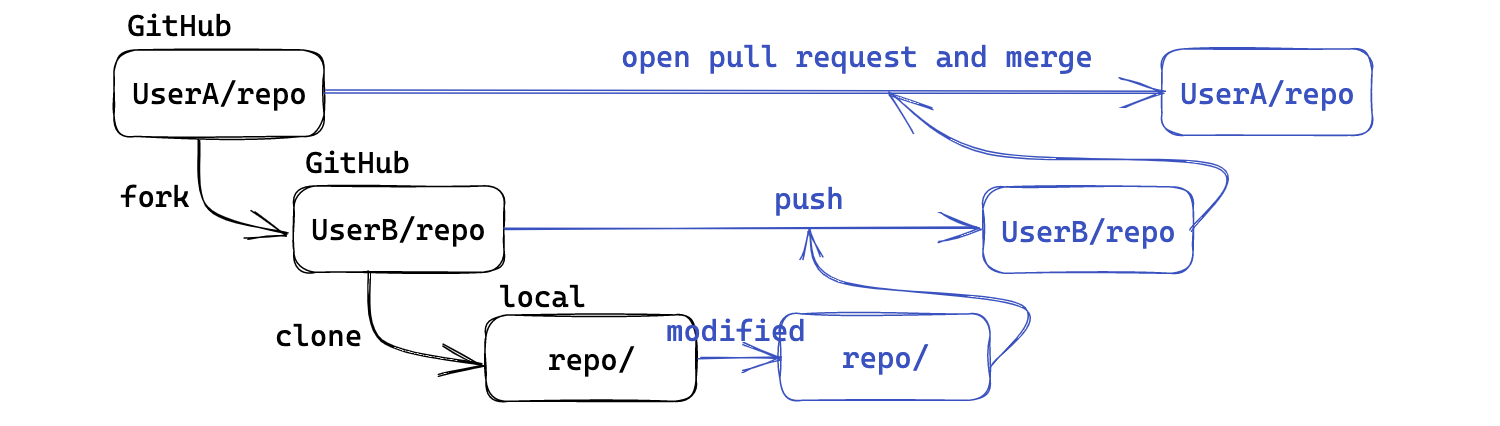 GitHub
open pull request and merge
UserA/repo
UserA/repo
GitHub
fork
push
UserB/repo
UserB/repo
local
clone
modified
repo/
repo/